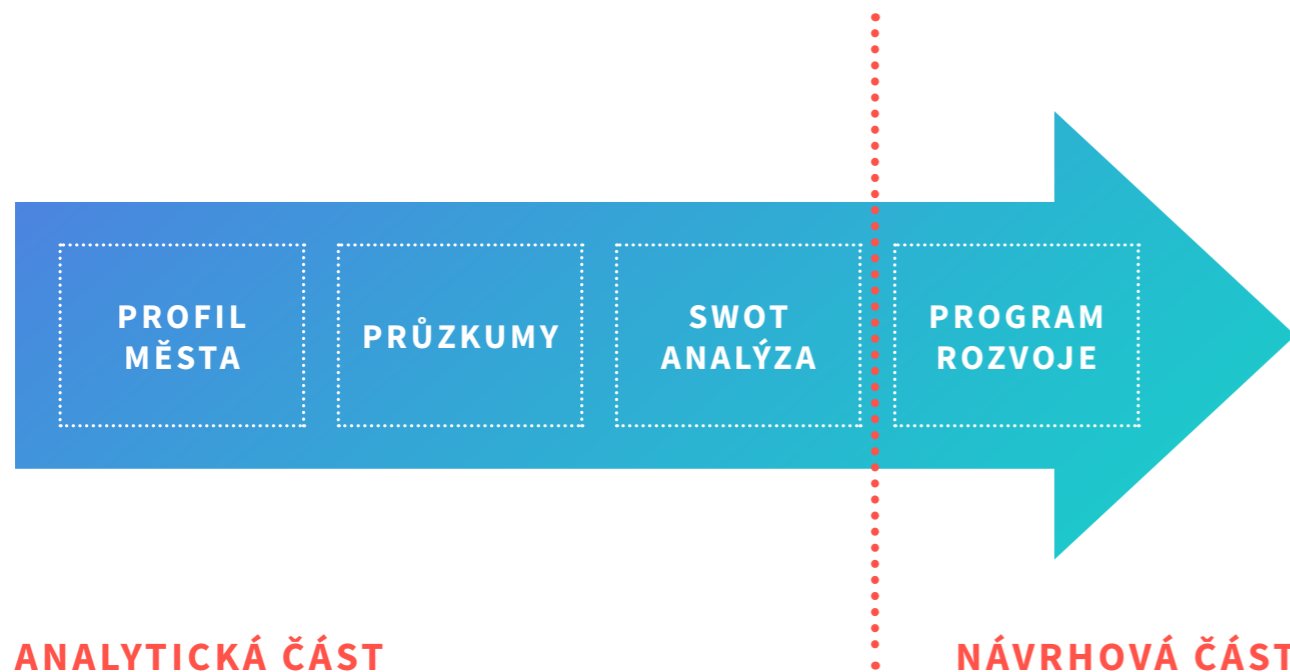 PROFIL
MĚSTA
PRŮZKUMY
SWOT
ANALÝZA
PROGRAM
ROZVOJE
ANALYTICKÁ ČÁST
NÁVRHOVÁ ČÁST